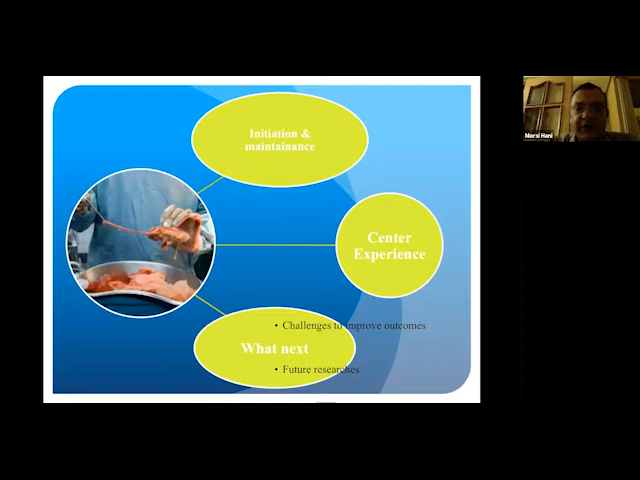 Initiation &
maintainance
Center
Experience
• Challenges to improve outcomes
What next
• Future researches
Morsi Hani